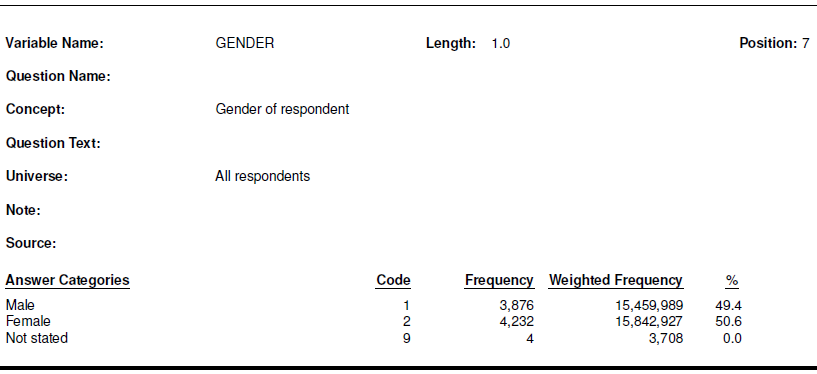 Variable Name: GENDER Length: 1.0 Position: 7
Question Name:
Concept: Gender of respondent
Question Text:
Universe: All respondents
Note:
Source:
Answer Categories Code Frequency Weighted Frequency %
Male 1 3,876 15,459,989 49.4
Female 2 4,232 15,842,927 50.6
Not stated 9 4 3,708 0.0